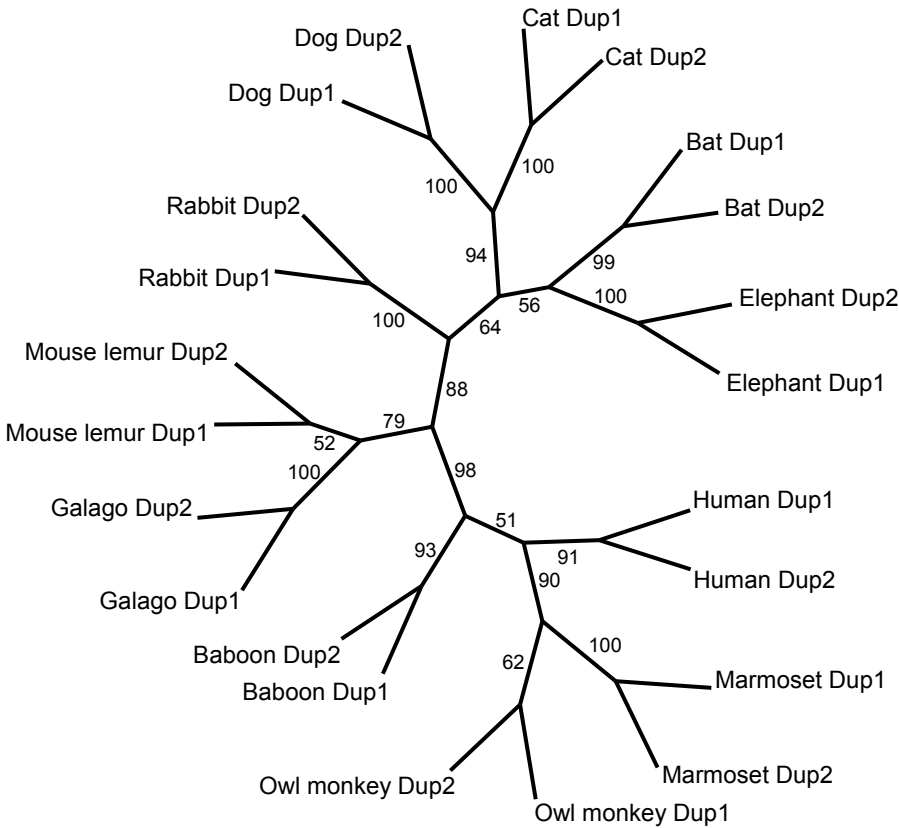 Cat Dup1
Dog Dup2
Cat Dup2
Dog Dup1
Bat Dup1
100
100
Rabbit Dup2
Bat Dup2
94
99
Rabbit Dup1
100
Elephant Dup2
56
100
64
Mouse lemur Dup2
Elephant Dup1
88
79
Mouse lemur Dup1
52
100
98
Human Dup1
Galago Dup2
51
93
91
Human Dup2
90
Galago Dup1
100
Baboon Dup2
62
Marmoset Dup1
Baboon Dup1
Marmoset Dup2
Owl monkey Dup2
Owl monkey Dup1